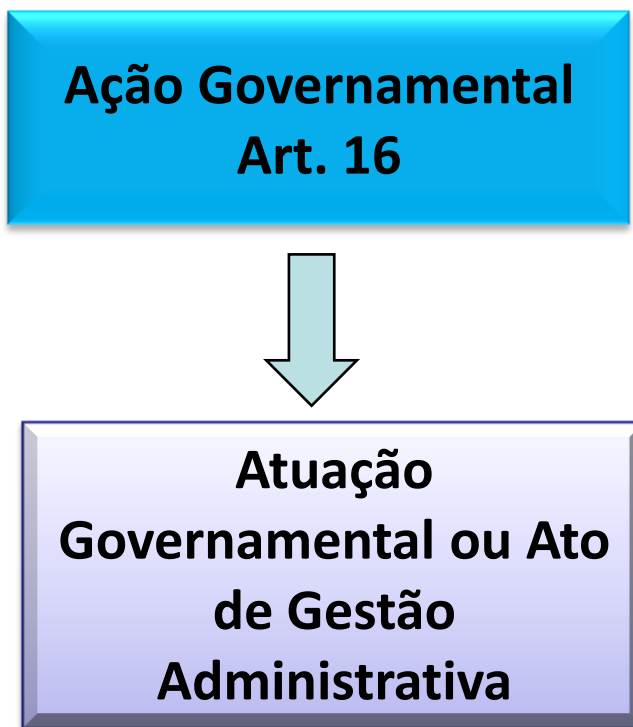 Ação Governamental
Art. 16
Atuação
Governamental ou Ato
de Gestão
Administrativa